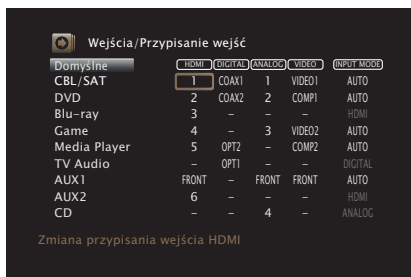 Wejścia/Przypisanie wejść
Domyślne HDMI DIGITAL ANALOG VIDEO INPUT MODE
CBL/SAT 1 COAX1 1 VIDEO1 AUTO
DVD 2 COAX2 2 COMP1 AUTO
Blu-ray 3 – – – HDMI
Game 4 – 3 VIDEO2 AUTO
Media Player 5 OPT2 – COMP2 AUTO
TV Audio – OPT1 – – DIGITAL
AUX1 FRONT – FRONT FRONT AUTO
AUX2 6 – – – HDMI
CD – – 4 – ANALOG
Zmiana przypisania wejścia HDMI